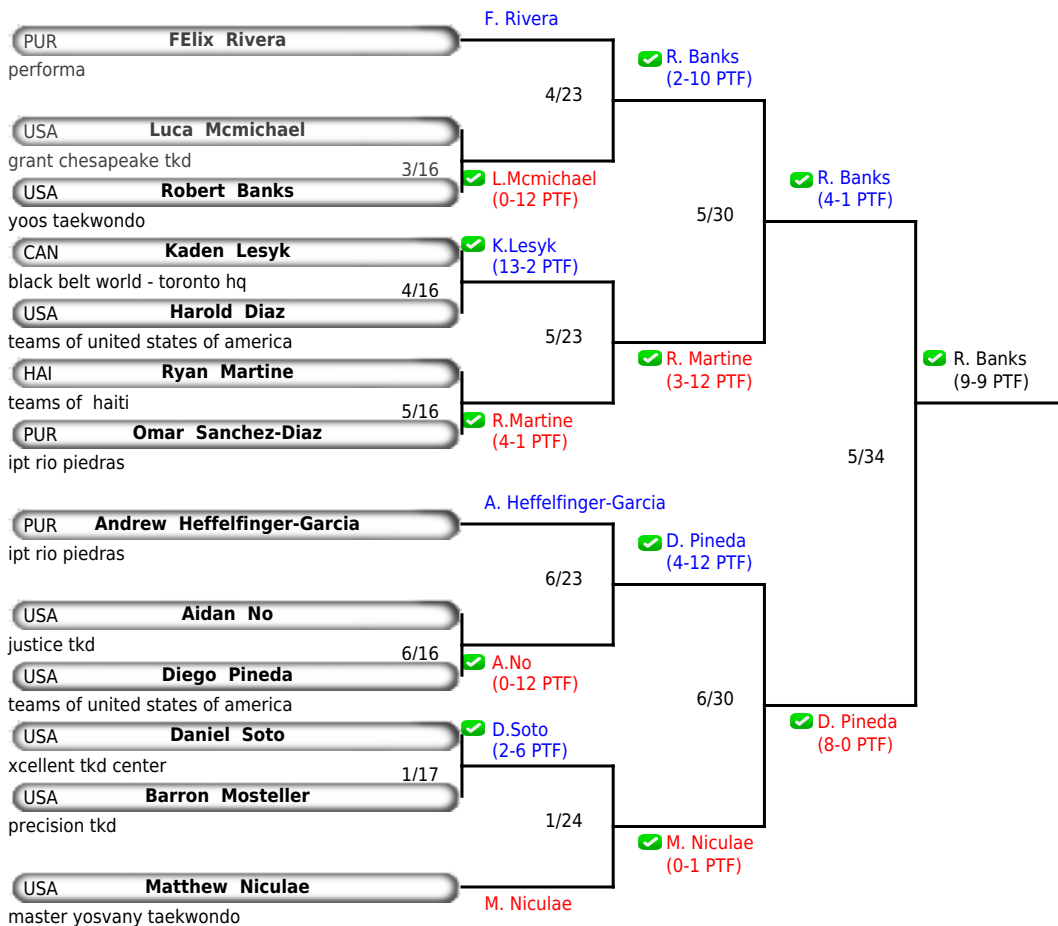 F. Rivera
PUR FElix Rivera
performa
R. Banks
(2-10 PTF)
4/23
USA Luca Mcmichael
grant chesapeake tkd
3/16
L.Mcmichael
(0-12 PTF)
USA Robert Banks
yoos taekwondo
R. Banks
(4-1 PTF)
5/30
CAN Kaden Lesyk
black belt world - toronto hq
K.Lesyk
(13-2 PTF)
4/16
USA Harold Diaz
teams of united states of america
5/23
R. Martine
(3-12 PTF)
R. Banks
(9-9 PTF)
HAI Ryan Martine
teams of haiti
5/16
R.Martine
(4-1 PTF)
PUR Omar Sanchez-Diaz
ipt rio piedras
5/34
A. Heffelfinger-Garcia
PUR Andrew Heffelfinger-Garcia
ipt rio piedras
D. Pineda
(4-12 PTF)
6/23
USA Aidan No
justice tkd
6/16
A.No
(0-12 PTF)
USA Diego Pineda
teams of united states of america
6/30
D. Pineda
(8-0 PTF)
USA Daniel Soto
xcellent tkd center
D.Soto
(2-6 PTF)
1/17
USA Barron Mosteller
precision tkd
1/24
M. Niculae
(0-1 PTF)
USA Matthew Niculae
master yosvany taekwondo
M. Niculae